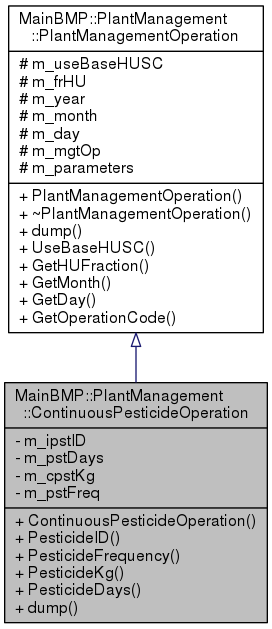 MainBMP::PlantManagement
::PlantManagementOperation
# m_useBaseHUSC
# m_frHU
# m_year
# m_month
# m_day
# m_mgtOp
# m_parameters
+ PlantManagementOperation()
+ ~PlantManagementOperation()
+ dump()
+ UseBaseHUSC()
+ GetHUFraction()
+ GetMonth()
+ GetDay()
+ GetOperationCode()
MainBMP::PlantManagement
::ContinuousPesticideOperation
- m_ipstID
- m_pstDays
- m_cpstKg
- m_pstFreq
+ ContinuousPesticideOperation()
+ PesticideID()
+ PesticideFrequency()
+ PesticideKg()
+ PesticideDays()
+ dump()